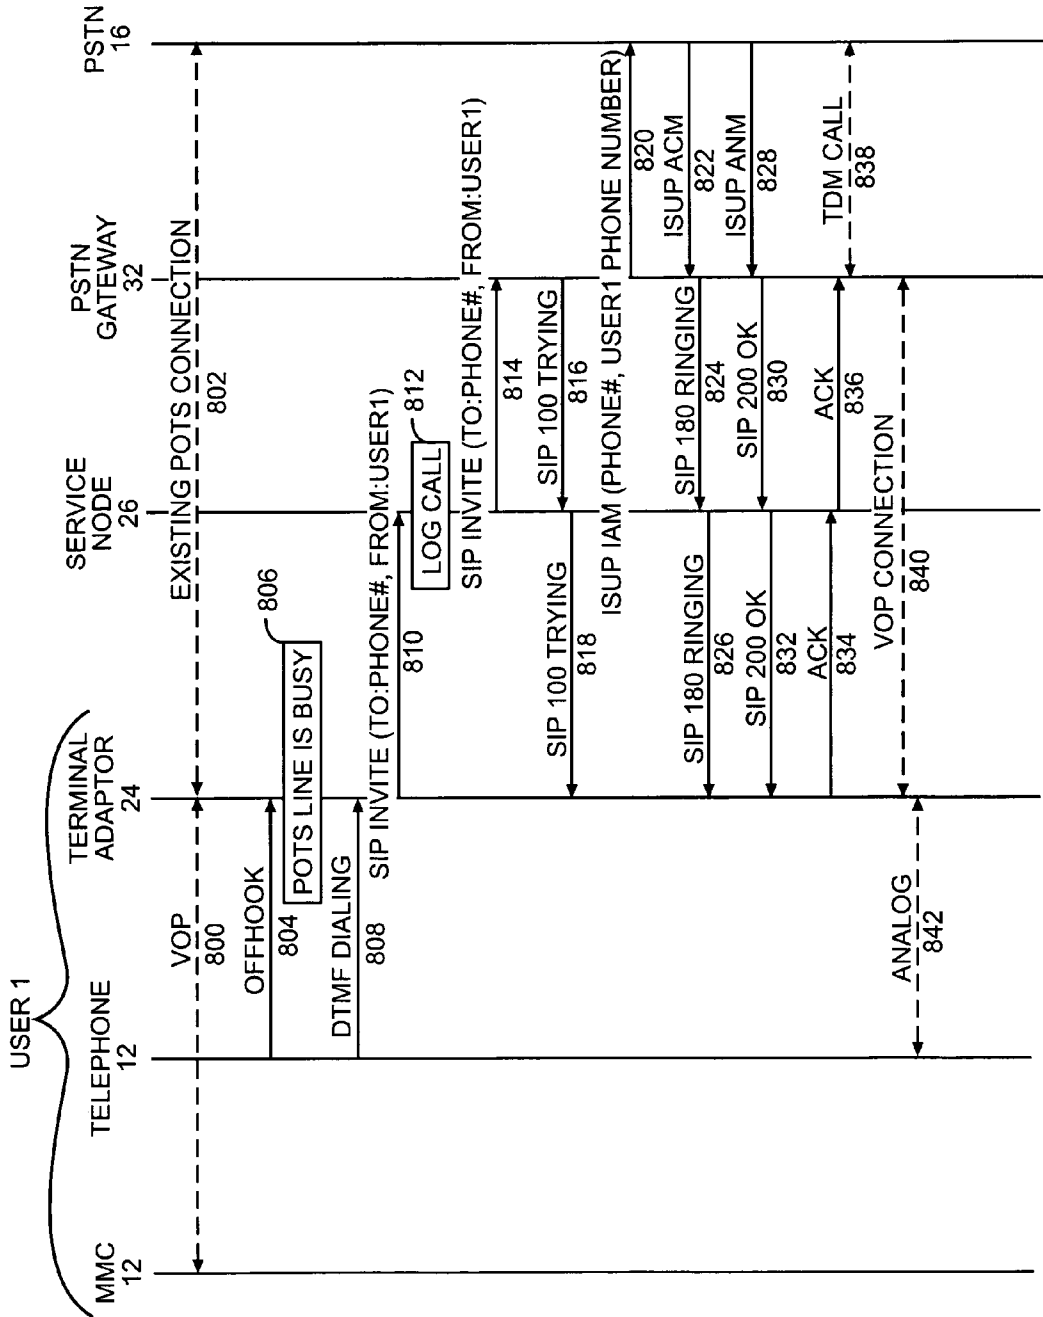 USER 1
MMC
12
TELEPHONE
12
TERMINAL
ADAPTOR
24
SERVICE
NODE
26
PSTN
GATEWAY
32
PSTN
16
VOP
800
EXISTING POTS CONNECTION
802
OFFHOOK
804
POTS LINE IS BUSY
806
DTMF DIALING
808
SIP INVITE (TO:PHONE#, FROM:USER1)
810
LOG CALL
812
SIP INVITE (TO:PHONE#, FROM:USER1)
814
SIP 100 TRYING
816
SIP 100 TRYING
818
ISUP IAM (PHONE#, USER1 PHONE NUMBER)
820
ISUP ACM
822
SIP 180 RINGING
824
SIP 180 RINGING
826
ISUP ANM
828
SIP 200 OK
830
SIP 200 OK
832
ACK
834
ACK
836
TDM CALL
838
VOP CONNECTION
840
ANALOG
842